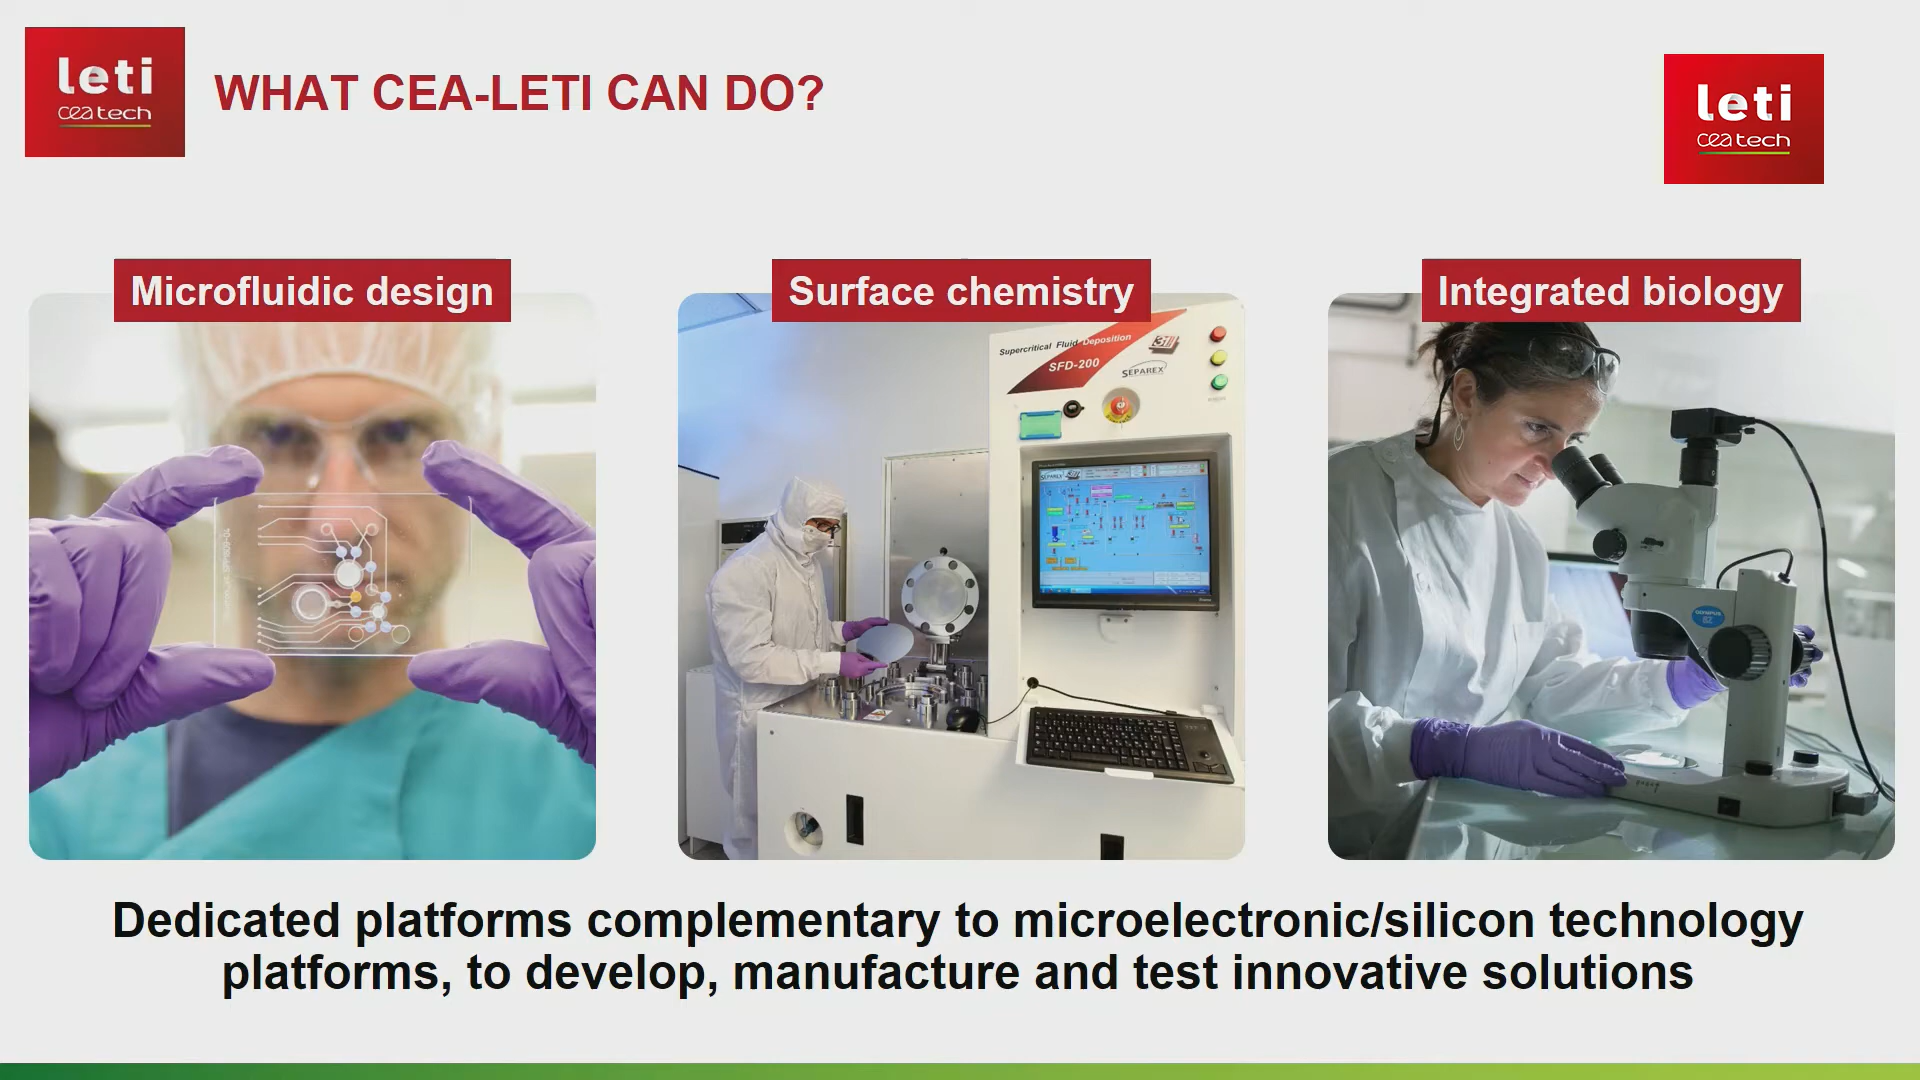 leti
cea tech
WHAT CEA-LETI CAN DO?
leti
cea tech
Microfluidic design
Surface chemistry
Integrated biology
Supercritical Fluid Deposition
SFD-200
SEPAREX
SEPAREX
OLYMPUS
Dedicated platforms complementary to microelectronic/silicon technology
platforms, to develop, manufacture and test innovative solutions